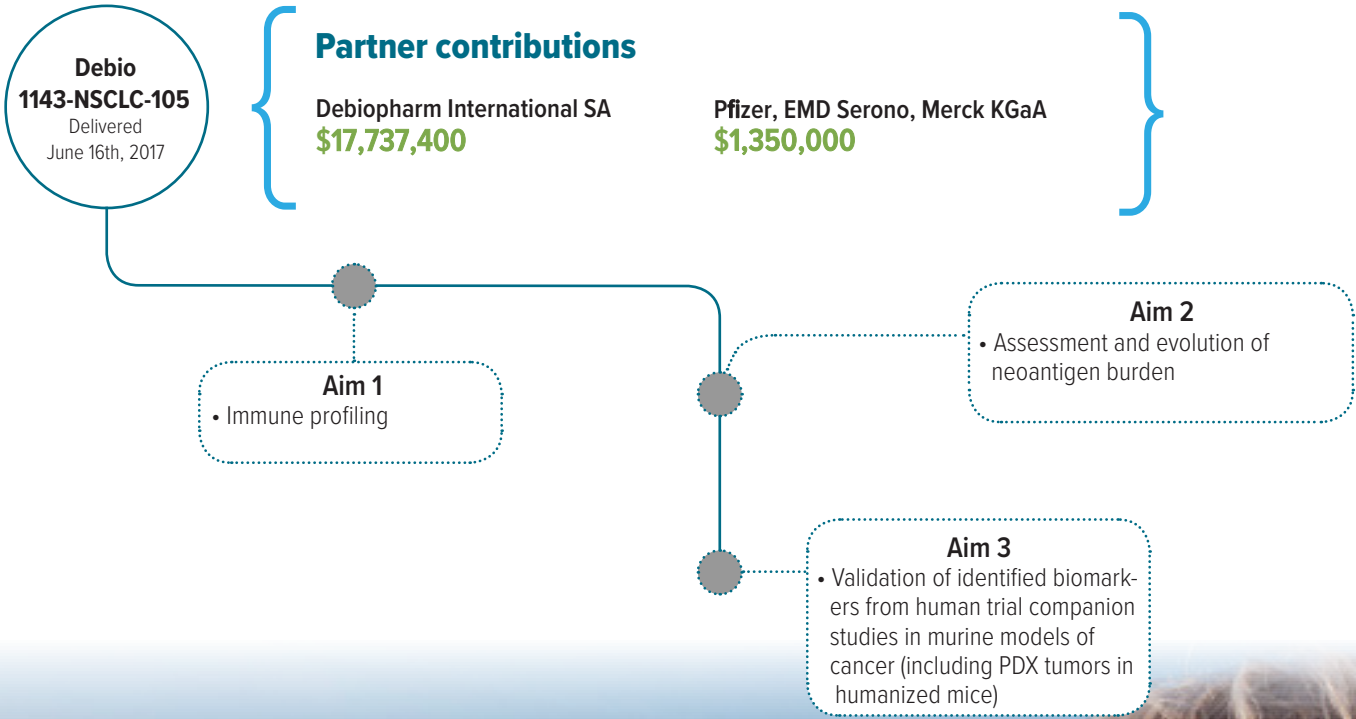 Debio
1143-NSCLC-105
Delivered
June 16th, 2017
Partner contributions
Debiopharm International SA
$17,737,400
Pfizer, EMD Serono, Merck KGaA
$1,350,000
Aim 1
• Immune profiling
Aim 2
• Assessment and evolution of
neoantigen burden
Aim 3
• Validation of identified biomark-
ers from human trial companion
studies in murine models of
cancer (including PDX tumors in
humanized mice)